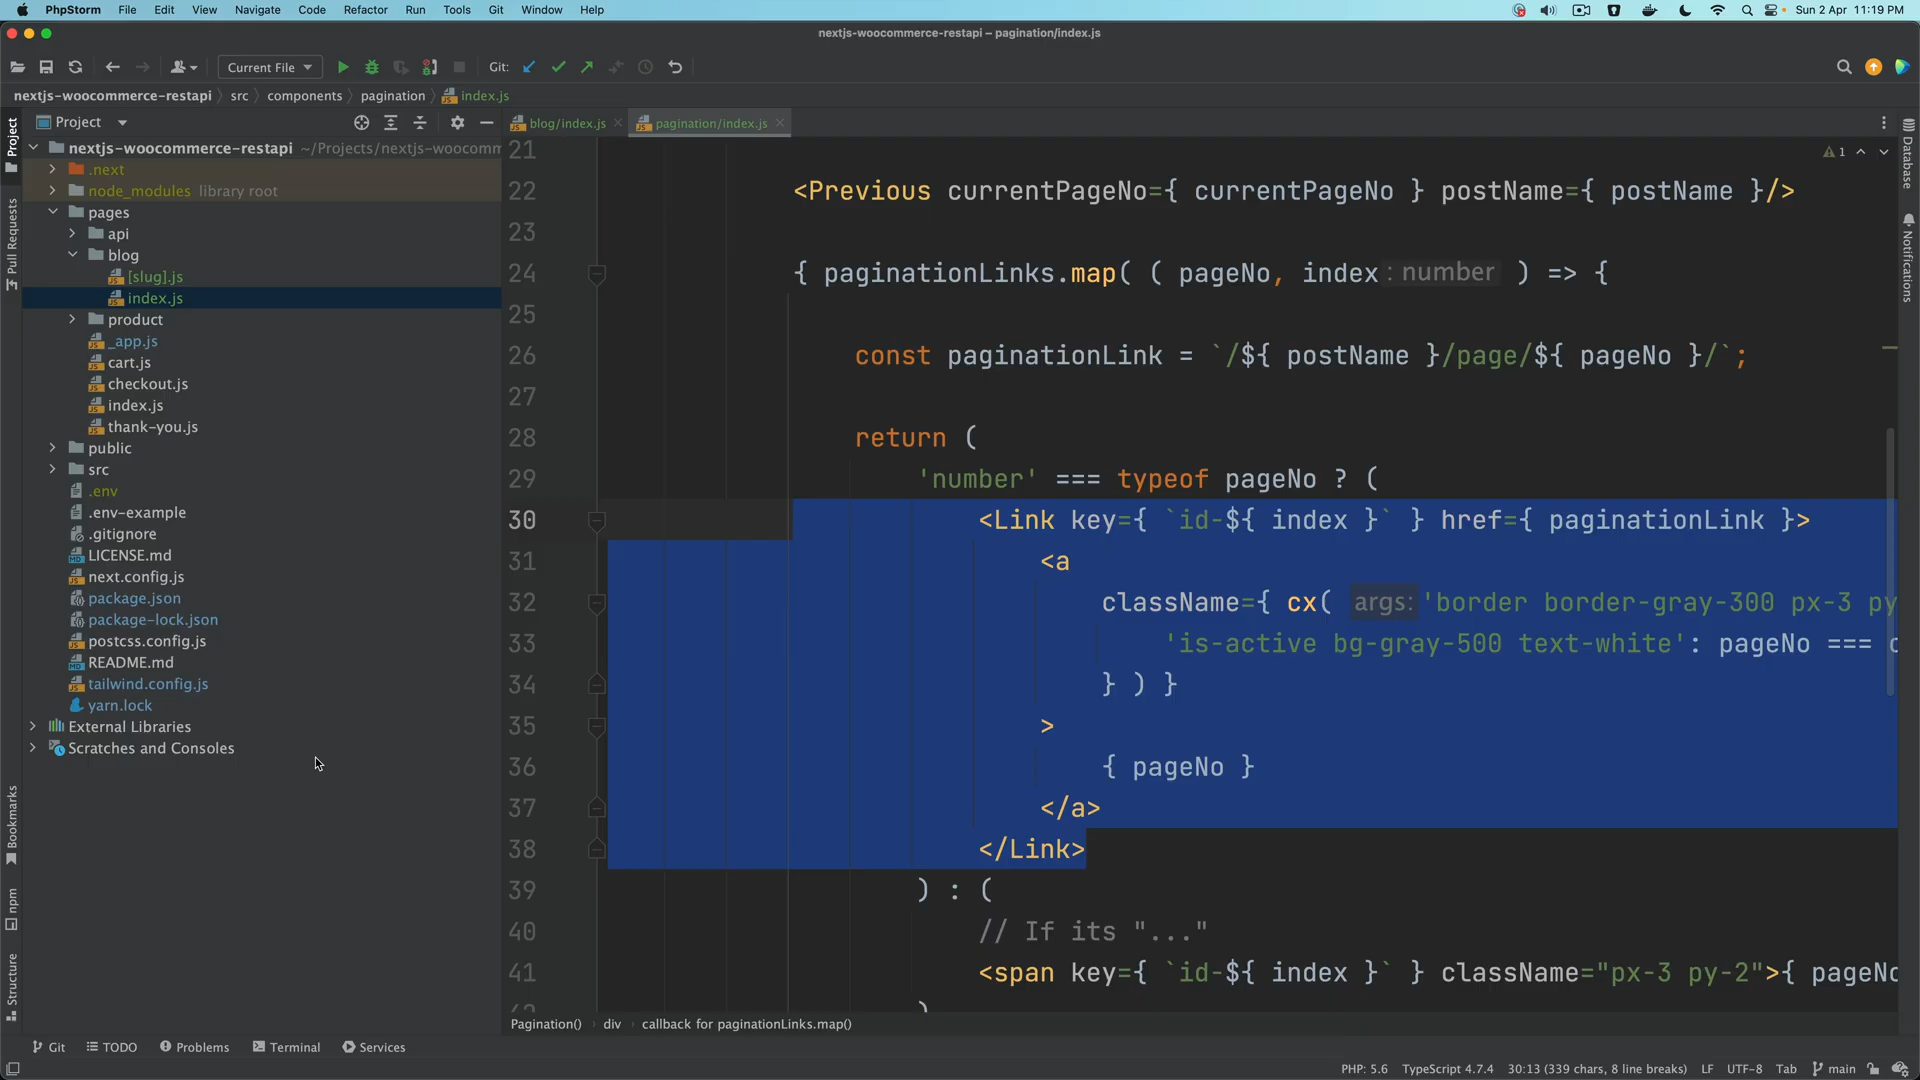 PhpStorm File Edit View Navigate Code Refactor Run Tools Git Window Help Sun 2 Apr 11:19 PM
nextjs-woocommerce-restapi – pagination/index.js
Current File Git:
nextjs-woocommerce-restapi src components pagination index.js
Project
blog/index.js pagination/index.js
nextjs-woocommerce-restapi ~/Projects/nextjs-woocomm
.next
node_modules library root
pages
api
blog
[slug].js
index.js
product
_app.js
cart.js
checkout.js
index.js
thank-you.js
public
src
.env
.env-example
.gitignore
LICENSE.md
next.config.js
package.json
package-lock.json
postcss.config.js
README.md
tailwind.config.js
yarn.lock
External Libraries
Scratches and Consoles
Project
Pull Requests
Bookmarks
npm
Structure
21
22 <Previous currentPageNo={ currentPageNo } postName={ postName }/>
23
24 { paginationLinks.map( ( pageNo, index : number ) => {
25
26 const paginationLink = `/${ postName }/page/${ pageNo }/`;
27
28 return (
29 'number' === typeof pageNo ? (
30 <Link key={ `id-${ index }` } href={ paginationLink }>
31 <a
32 className={ cx( args: 'border border-gray-300 px-3 py
33 'is-active bg-gray-500 text-white': pageNo === c
34 } ) }
35 >
36 { pageNo }
37 </a>
38 </Link>
39 ) : (
40 // If its "..."
41 <span key={ `id-${ index }` } className="px-3 py-2">{ pageNo
)
1
Database
Notifications
Pagination() div callback for paginationLinks.map()
Git TODO Problems Terminal Services
PHP: 5.6 TypeScript 4.7.4 30:13 (339 chars, 8 line breaks) LF UTF-8 Tab main